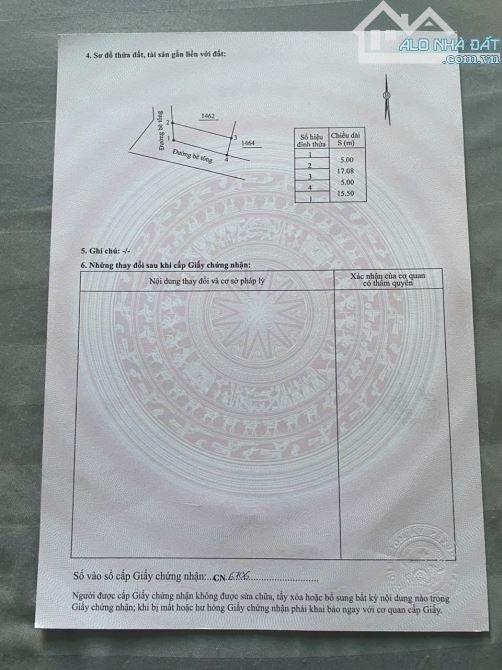 ALO NHÀ ĐẤT
.com.vn
4. Sơ đồ thửa đất, tài sản gắn liền với đất:
Đường bê tông
1462
2
3
1
1464
4
Đường bê tông
Số hiệu đỉnh thửa
Chiều dài S (m)
1
5.00
2
17.08
3
5.00
4
15.50
1
5. Ghi chú: -/-
6. Những thay đổi sau khi cấp Giấy chứng nhận:
Nội dung thay đổi và cơ sở pháp lý
Xác nhận của cơ quan
có thẩm quyền
Số vào sổ cấp Giấy chứng nhận:...CN 6706
Người được cấp Giấy chứng nhận không được sửa chữa, tẩy xóa hoặc bổ sung bất kỳ nội dung nào trong
Giấy chứng nhận; khi bị mất hoặc hư hỏng Giấy chứng nhận phải khai báo ngay với cơ quan cấp Giấy.